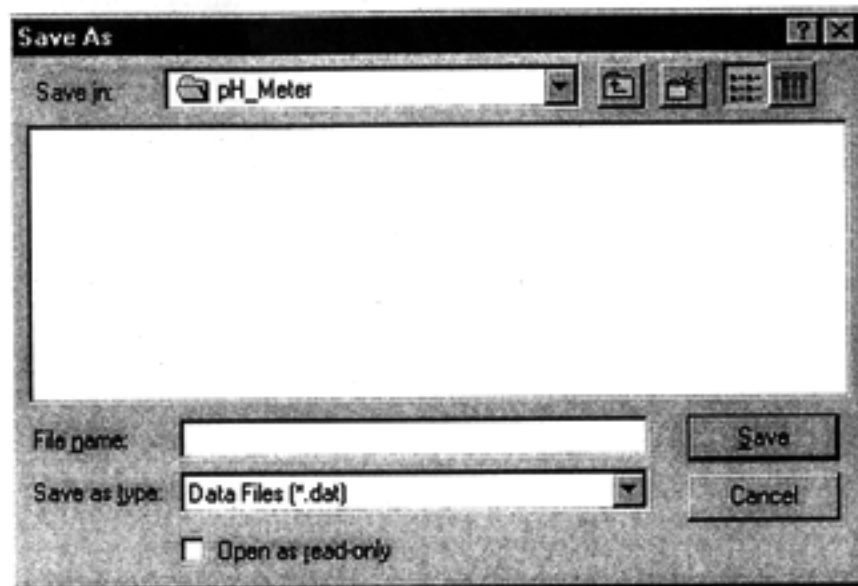 Save As
Save in: pH_Meter
File name:
Save
Save as type: Data Files (*.dat)
Cancel
Open as read-only